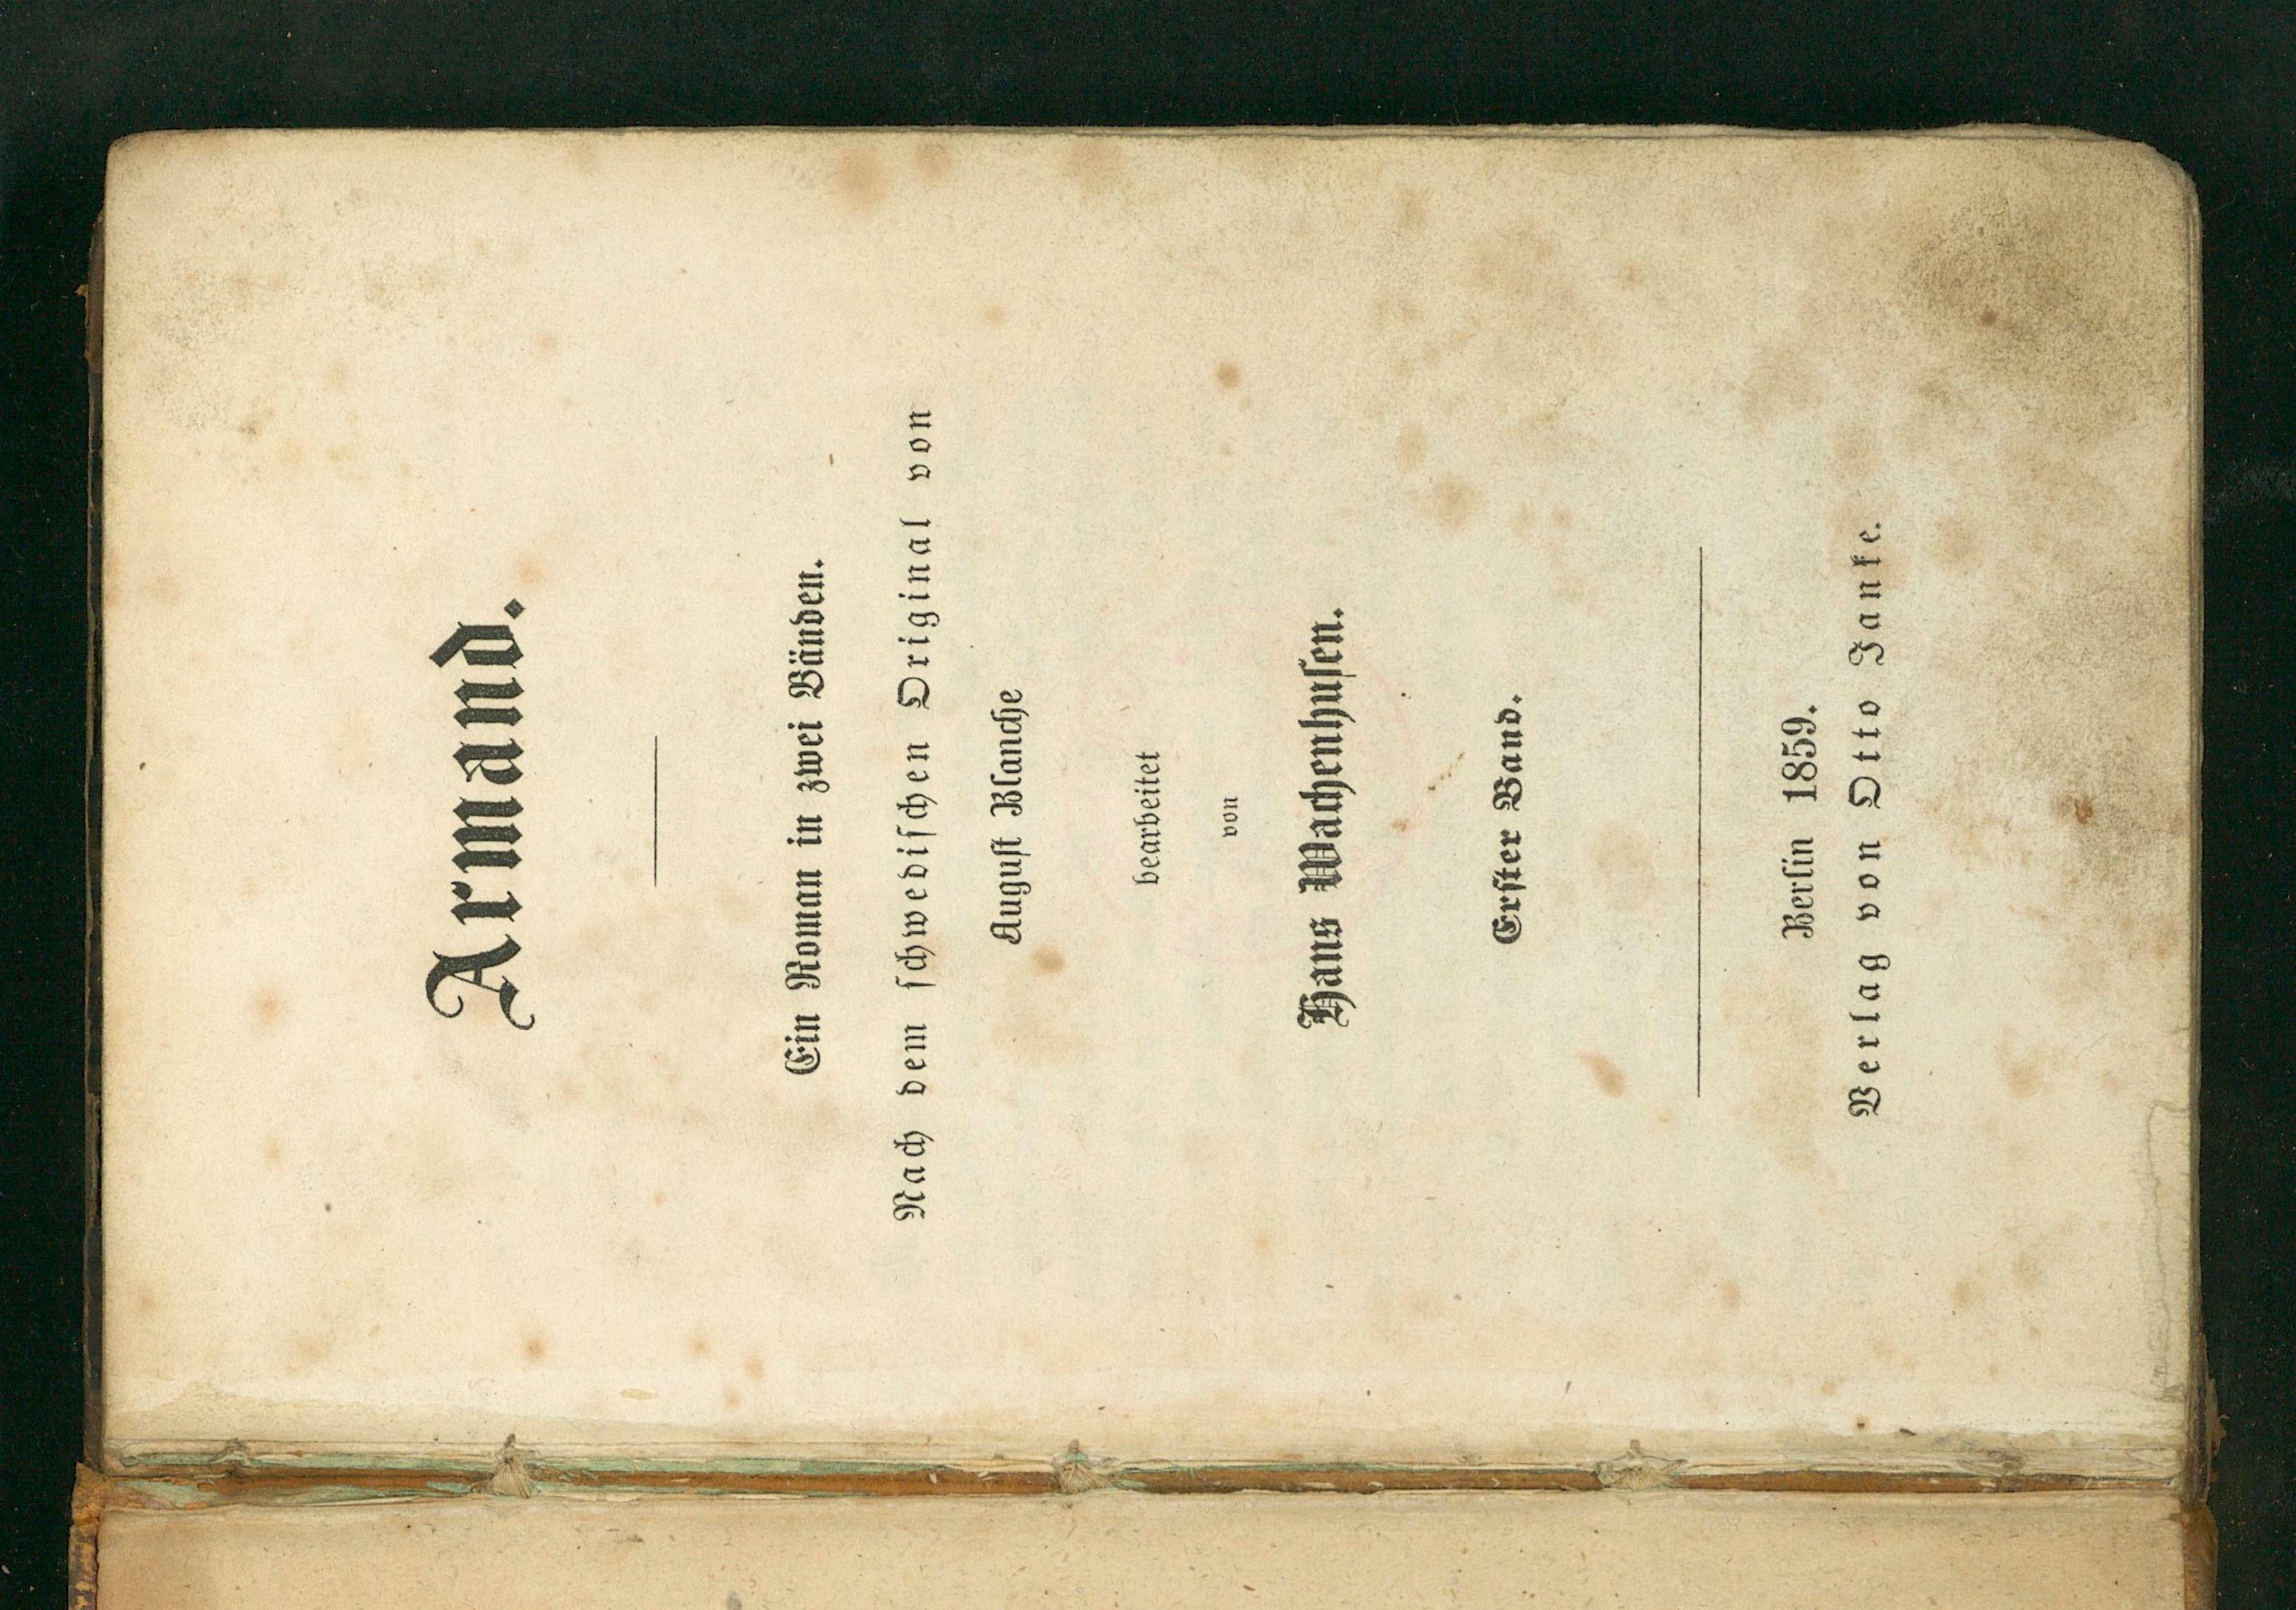 Armand.
Ein Roman in zwei Bänden.
Nach dem ſchwediſchen Original von
Auguſt Blanche
bearbeitet
von
Hans Wachenhuſen.
Erſter Band.
Berlin 1859.
Verlag von Otto Janke.